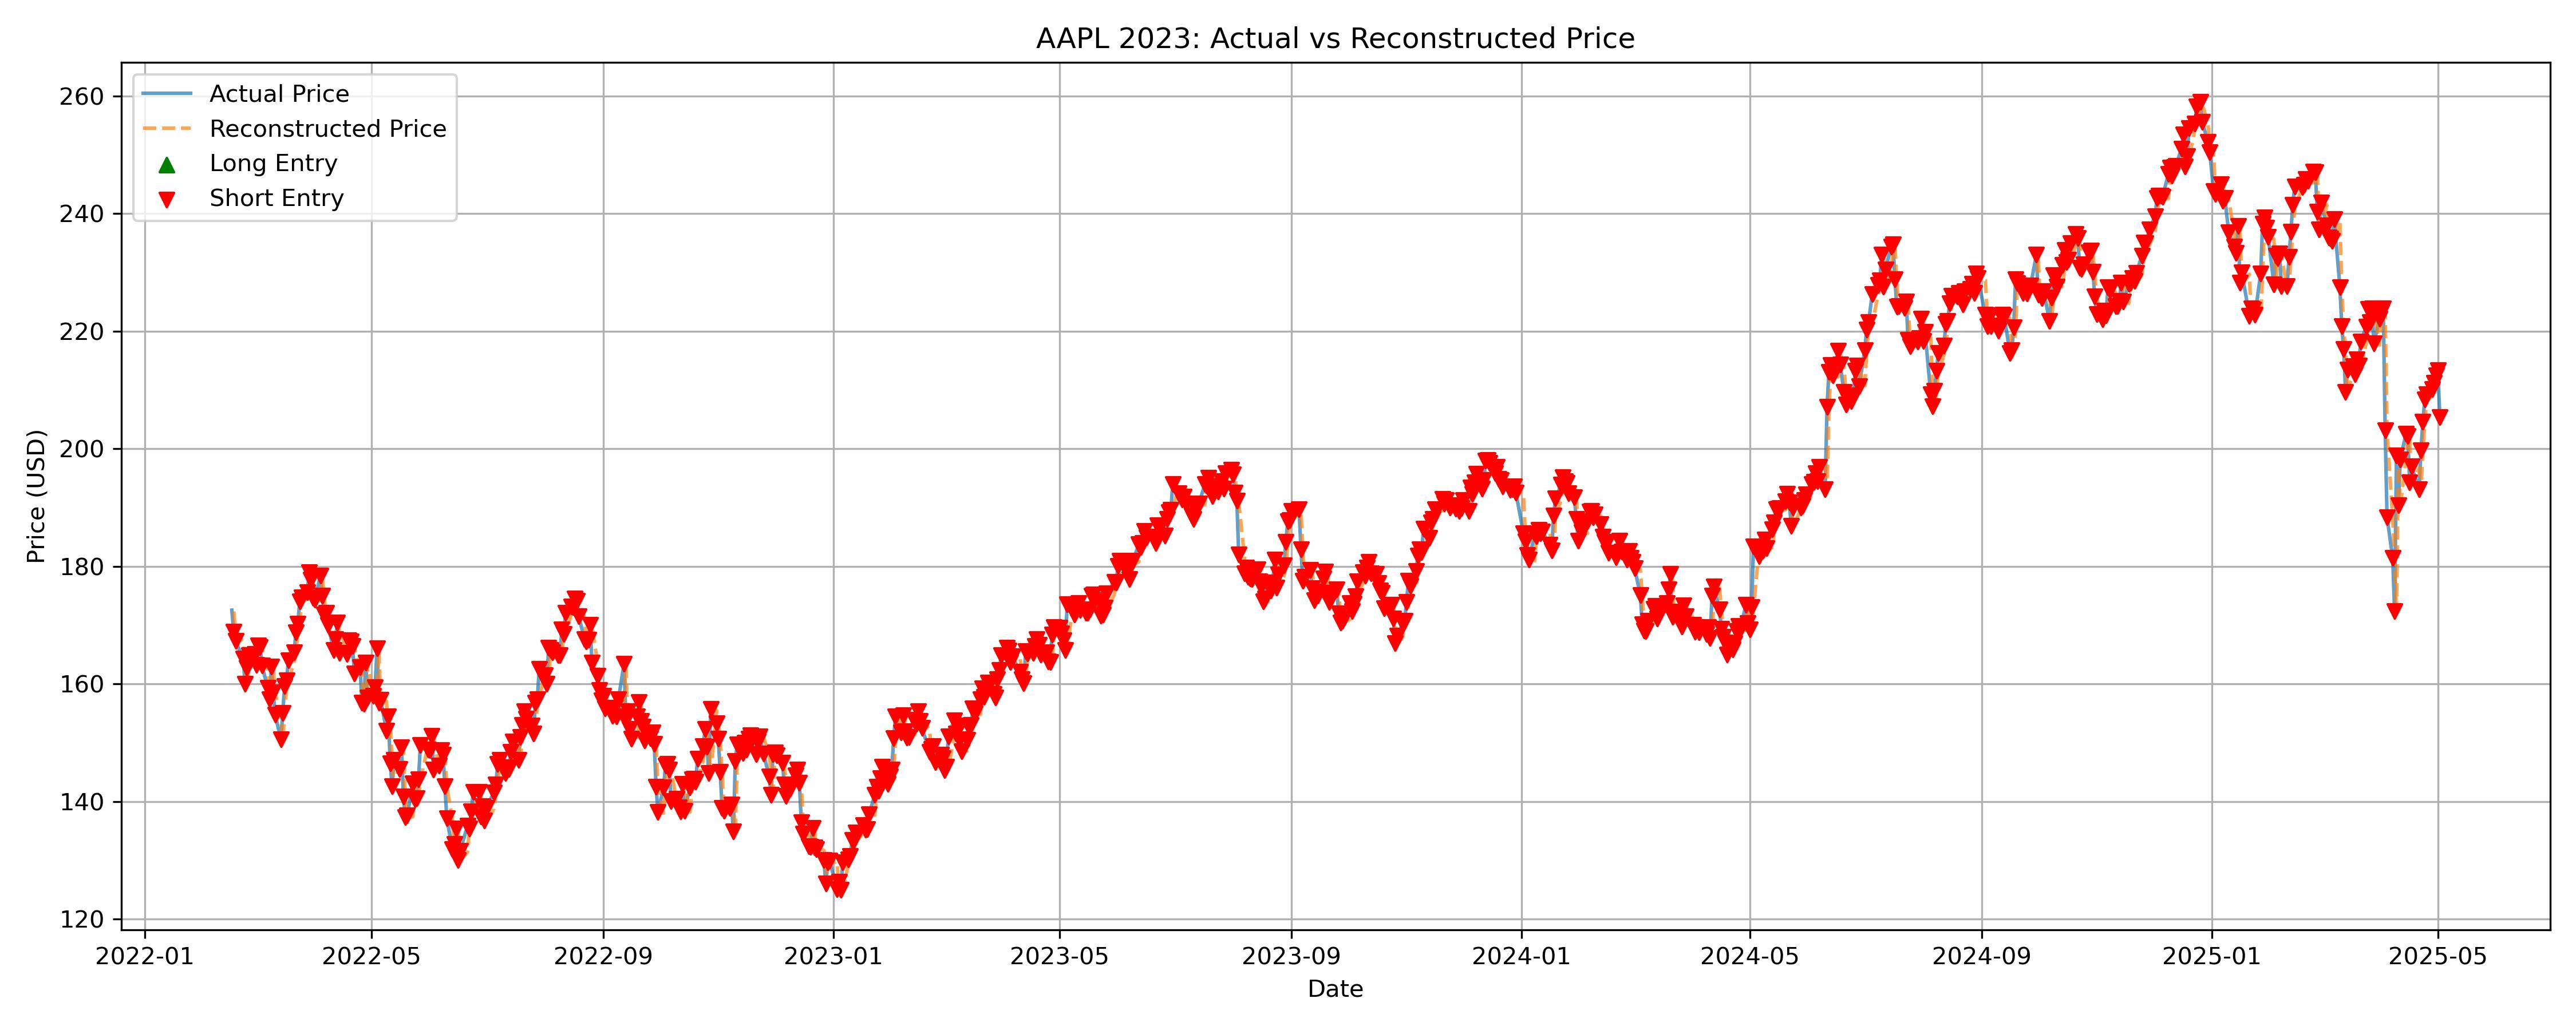 AAPL 2023: Actual vs Reconstructed Price
Actual Price
Reconstructed Price
Long Entry
Short Entry
Price (USD)
260
240
220
200
180
160
140
120
2022-01
2022-05
2022-09
2023-01
2023-05
2023-09
2024-01
2024-05
2024-09
2025-01
2025-05
Date